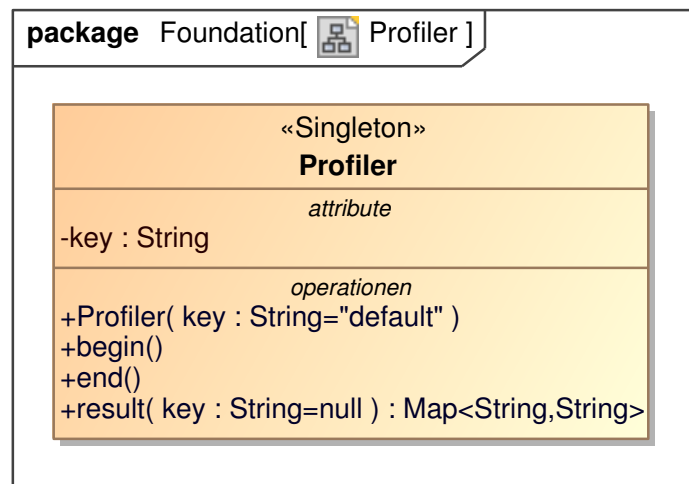 package Foundation[ Profiler ]
«Singleton»
Profiler
attribute
-key : String
operationen
+Profiler( key : String="default" )
+begin()
+end()
+result( key : String=null ) : Map<String,String>